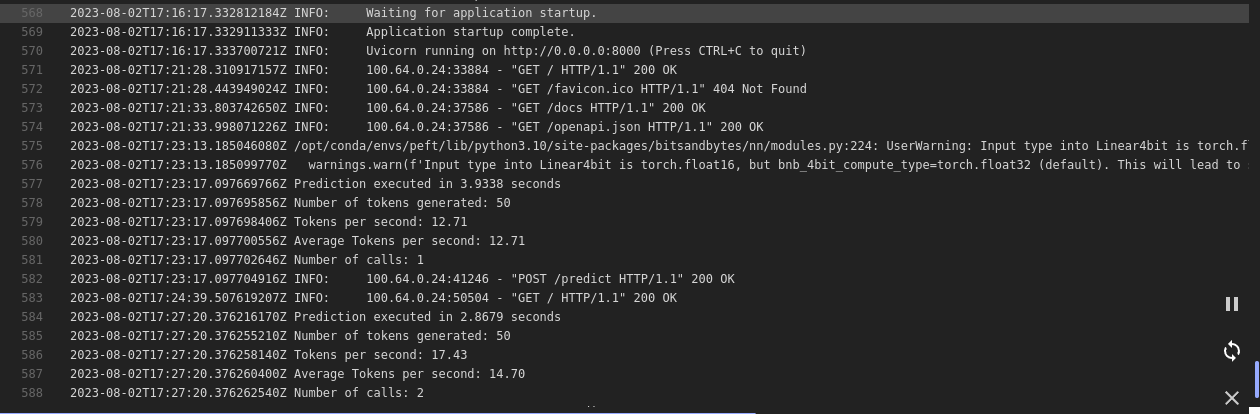 568 2023-08-02T17:16:17.332812184Z INFO:     Waiting for application startup.
569 2023-08-02T17:16:17.332911333Z INFO:     Application startup complete.
570 2023-08-02T17:16:17.333700721Z INFO:     Uvicorn running on http://0.0.0.0:8000 (Press CTRL+C to quit)
571 2023-08-02T17:21:28.310917157Z INFO:     100.64.0.24:33884 - "GET / HTTP/1.1" 200 OK
572 2023-08-02T17:21:28.443949024Z INFO:     100.64.0.24:33884 - "GET /favicon.ico HTTP/1.1" 404 Not Found
573 2023-08-02T17:21:33.803742650Z INFO:     100.64.0.24:37586 - "GET /docs HTTP/1.1" 200 OK
574 2023-08-02T17:21:33.998071226Z INFO:     100.64.0.24:37586 - "GET /openapi.json HTTP/1.1" 200 OK
575 2023-08-02T17:23:13.185046080Z /opt/conda/envs/peft/lib/python3.10/site-packages/bitsandbytes/nn/modules.py:224: UserWarning: Input type into Linear4bit is torch.f
576 2023-08-02T17:23:13.185099770Z   warnings.warn(f'Input type into Linear4bit is torch.float16, but bnb_4bit_compute_type=torch.float32 (default). This will lead to
577 2023-08-02T17:23:17.097669766Z Prediction executed in 3.9338 seconds
578 2023-08-02T17:23:17.097695856Z Number of tokens generated: 50
579 2023-08-02T17:23:17.097698406Z Tokens per second: 12.71
580 2023-08-02T17:23:17.097700556Z Average Tokens per second: 12.71
581 2023-08-02T17:23:17.097702646Z Number of calls: 1
582 2023-08-02T17:23:17.097704916Z INFO:     100.64.0.24:41246 - "POST /predict HTTP/1.1" 200 OK
583 2023-08-02T17:24:39.507619207Z INFO:     100.64.0.24:50504 - "GET / HTTP/1.1" 200 OK
584 2023-08-02T17:27:20.376216170Z Prediction executed in 2.8679 seconds
585 2023-08-02T17:27:20.376255210Z Number of tokens generated: 50
586 2023-08-02T17:27:20.376258140Z Tokens per second: 17.43
587 2023-08-02T17:27:20.376260400Z Average Tokens per second: 14.70
588 2023-08-02T17:27:20.376262540Z Number of calls: 2